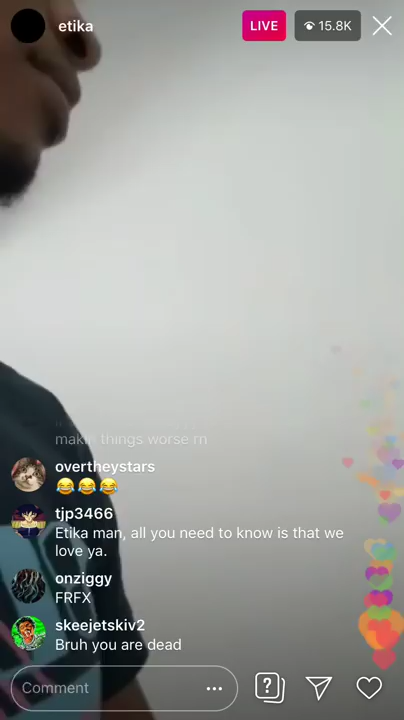 etika
LIVE
15.8K
things worse rn
overtheystars
😂😂😂
tjp3466
Etika man, all you need to know is that we
love ya.
onziggy
FRFX
skeejetskiv2
Bruh you are dead
Comment